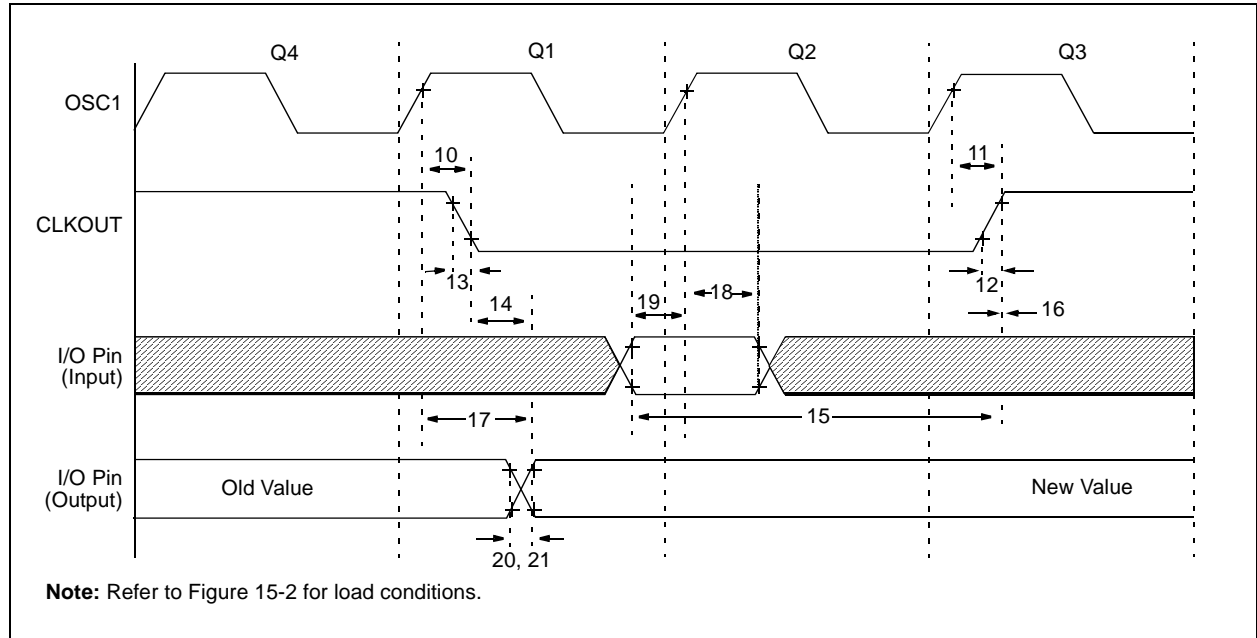 Q4 Q1 Q2 Q3
OSC1
10 11
CLKOUT
13 12
14 19 18 16
I/O Pin
(Input)
17 15
I/O Pin
(Output)
Old Value New Value
20, 21
Note: Refer to Figure 15-2 for load conditions.